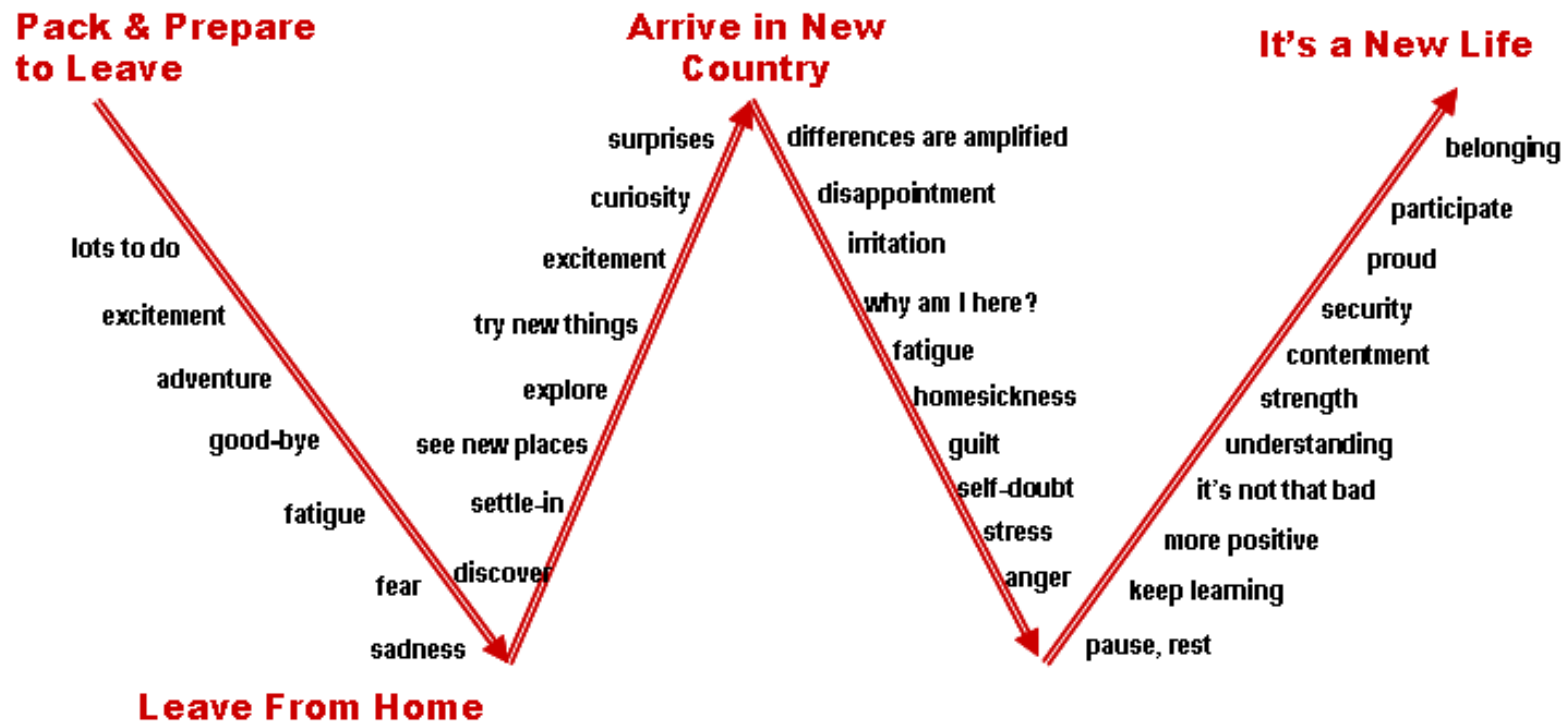 Pack & Prepare
to Leave
lots to do
excitement
adventure
good-bye
fatigue
fear
sadness
Leave From Home
discover
settle-in
see new places
explore
try new things
excitement
curiosity
surprises
Arrive in New
Country
differences are amplified
disappointment
irritation
why am I here?
fatigue
homesickness
guilt
self-doubt
stress
anger
pause, rest
keep learning
more positive
it's not that bad
understanding
strength
contentment
security
proud
participate
belonging
It's a New Life